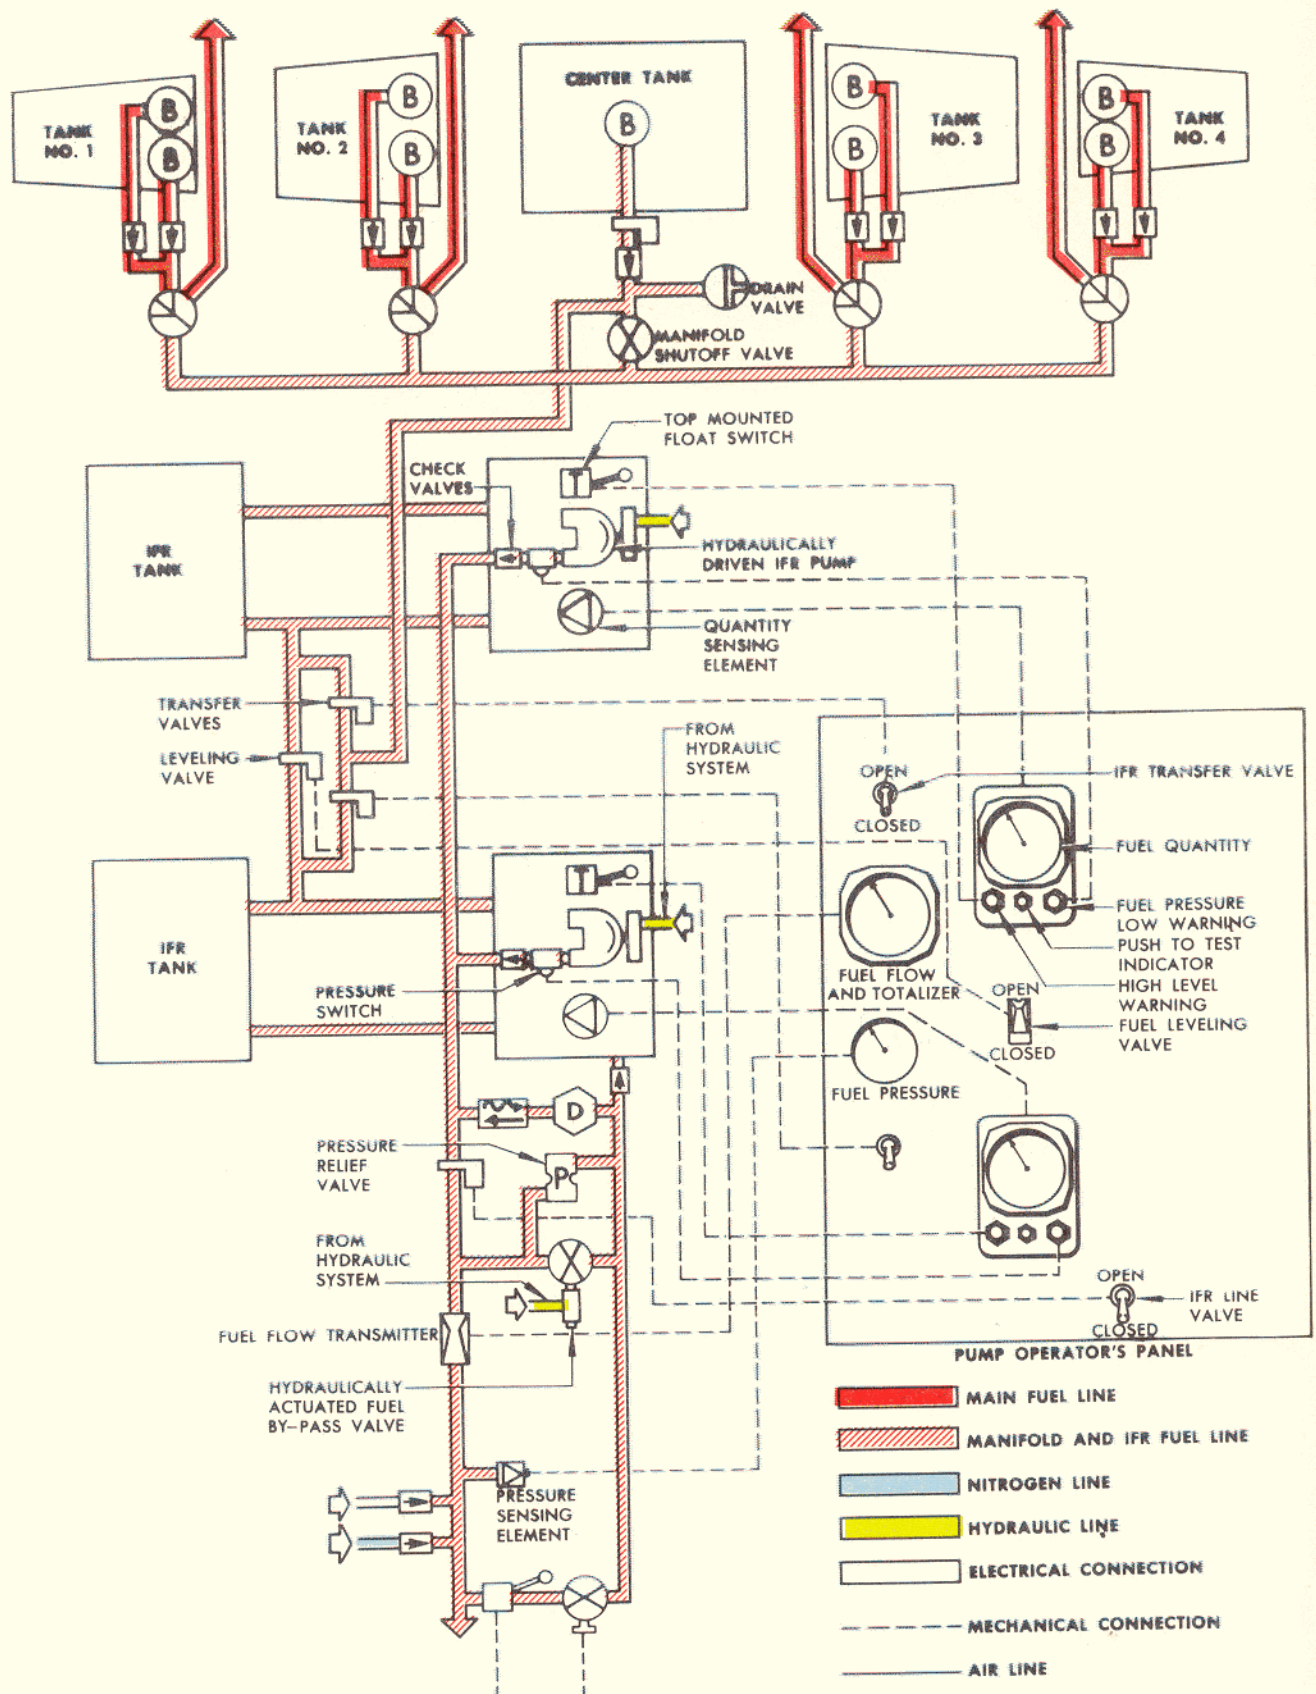 TANK
NO. 1
B
B
TANK
NO. 2
B
B
CENTER TANK
B
B
B
TANK
NO. 3
B
B
TANK
NO. 4
DRAIN
VALVE
MANIFOLD
SHUTOFF VALVE
TOP MOUNTED
FLOAT SWITCH
CHECK
VALVES
IFR
TANK
HYDRAULICALLY
DRIVEN IFR PUMP
QUANTITY
SENSING
ELEMENT
TRANSFER
VALVES
LEVELING
VALVE
FROM
HYDRAULIC
SYSTEM
OPEN
CLOSED
IFR TRANSFER VALVE
FUEL QUANTITY
FUEL PRESSURE
LOW WARNING
PUSH TO TEST
INDICATOR
HIGH LEVEL
WARNING
FUEL LEVELING
VALVE
IFR
TANK
PRESSURE
SWITCH
FUEL FLOW
AND TOTALIZER
OPEN
CLOSED
FUEL PRESSURE
D
PRESSURE
RELIEF
VALVE
P
FROM
HYDRAULIC
SYSTEM
OPEN
CLOSED
IFR LINE
VALVE
FUEL FLOW TRANSMITTER
PUMP OPERATOR'S PANEL
HYDRAULICALLY
ACTUATED FUEL
BY-PASS VALVE
PRESSURE
SENSING
ELEMENT
MAIN FUEL LINE
MANIFOLD AND IFR FUEL LINE
NITROGEN LINE
HYDRAULIC LINE
ELECTRICAL CONNECTION
MECHANICAL CONNECTION
AIR LINE